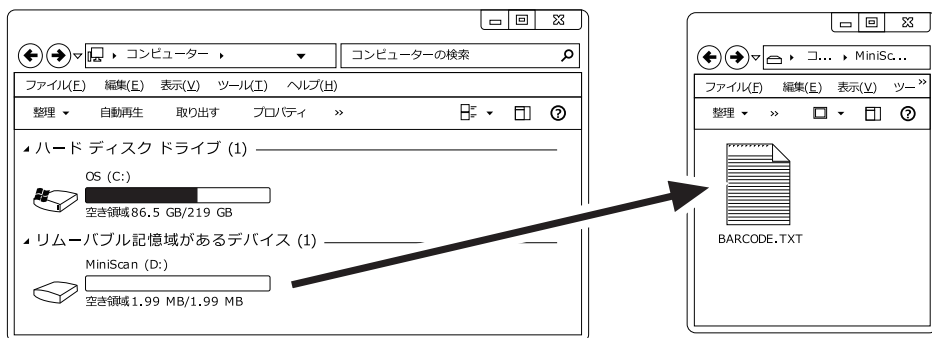 コンピューター
コンピューターの検索
ファイル(F) 編集(E) 表示(V) ツール(T) ヘルプ(H)
整理 自動再生 取り出す プロパティ »
ハード ディスク ドライブ (1)
OS (C:)
空き領域86.5 GB/219 GB
リムーバブル記憶域があるデバイス (1)
MiniScan (D:)
空き領域1.99 MB/1.99 MB
コ... MiniSc...
ファイル(F) 編集(E) 表示(V) ツー »
整理 »
BARCODE.TXT